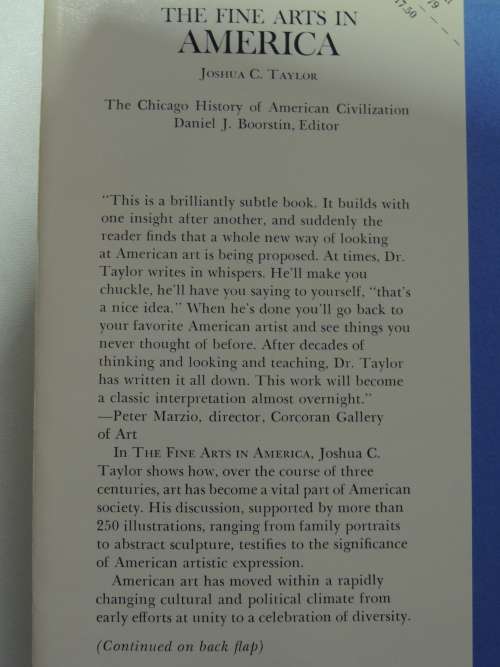 79
17.50
THE FINE ARTS IN
AMERICA
JOSHUA C. TAYLOR
The Chicago History of American Civilization
Daniel J. Boorstin, Editor
"This is a brilliantly subtle book. It builds with
one insight after another, and suddenly the
reader finds that a whole new way of looking
at American art is being proposed. At times, Dr.
Taylor writes in whispers. He'll make you
chuckle, he'll have you saying to yourself, "that's
a nice idea." When he's done you'll go back to
your favorite American artist and see things you
never thought of before. After decades of
thinking and looking and teaching, Dr. Taylor
has written it all down. This work will become
a classic interpretation almost overnight."
—Peter Marzio, director, Corcoran Gallery
of Art
In THE FINE ARTS IN AMERICA, Joshua C.
Taylor shows how, over the course of three
centuries, art has become a vital part of American
society. His discussion, supported by more than
250 illustrations, ranging from family portraits
to abstract sculpture, testifies to the significance
of American artistic expression.
American art has moved within a rapidly
changing cultural and political climate from
early efforts at unity to a celebration of diversity.
(Continued on back flap)